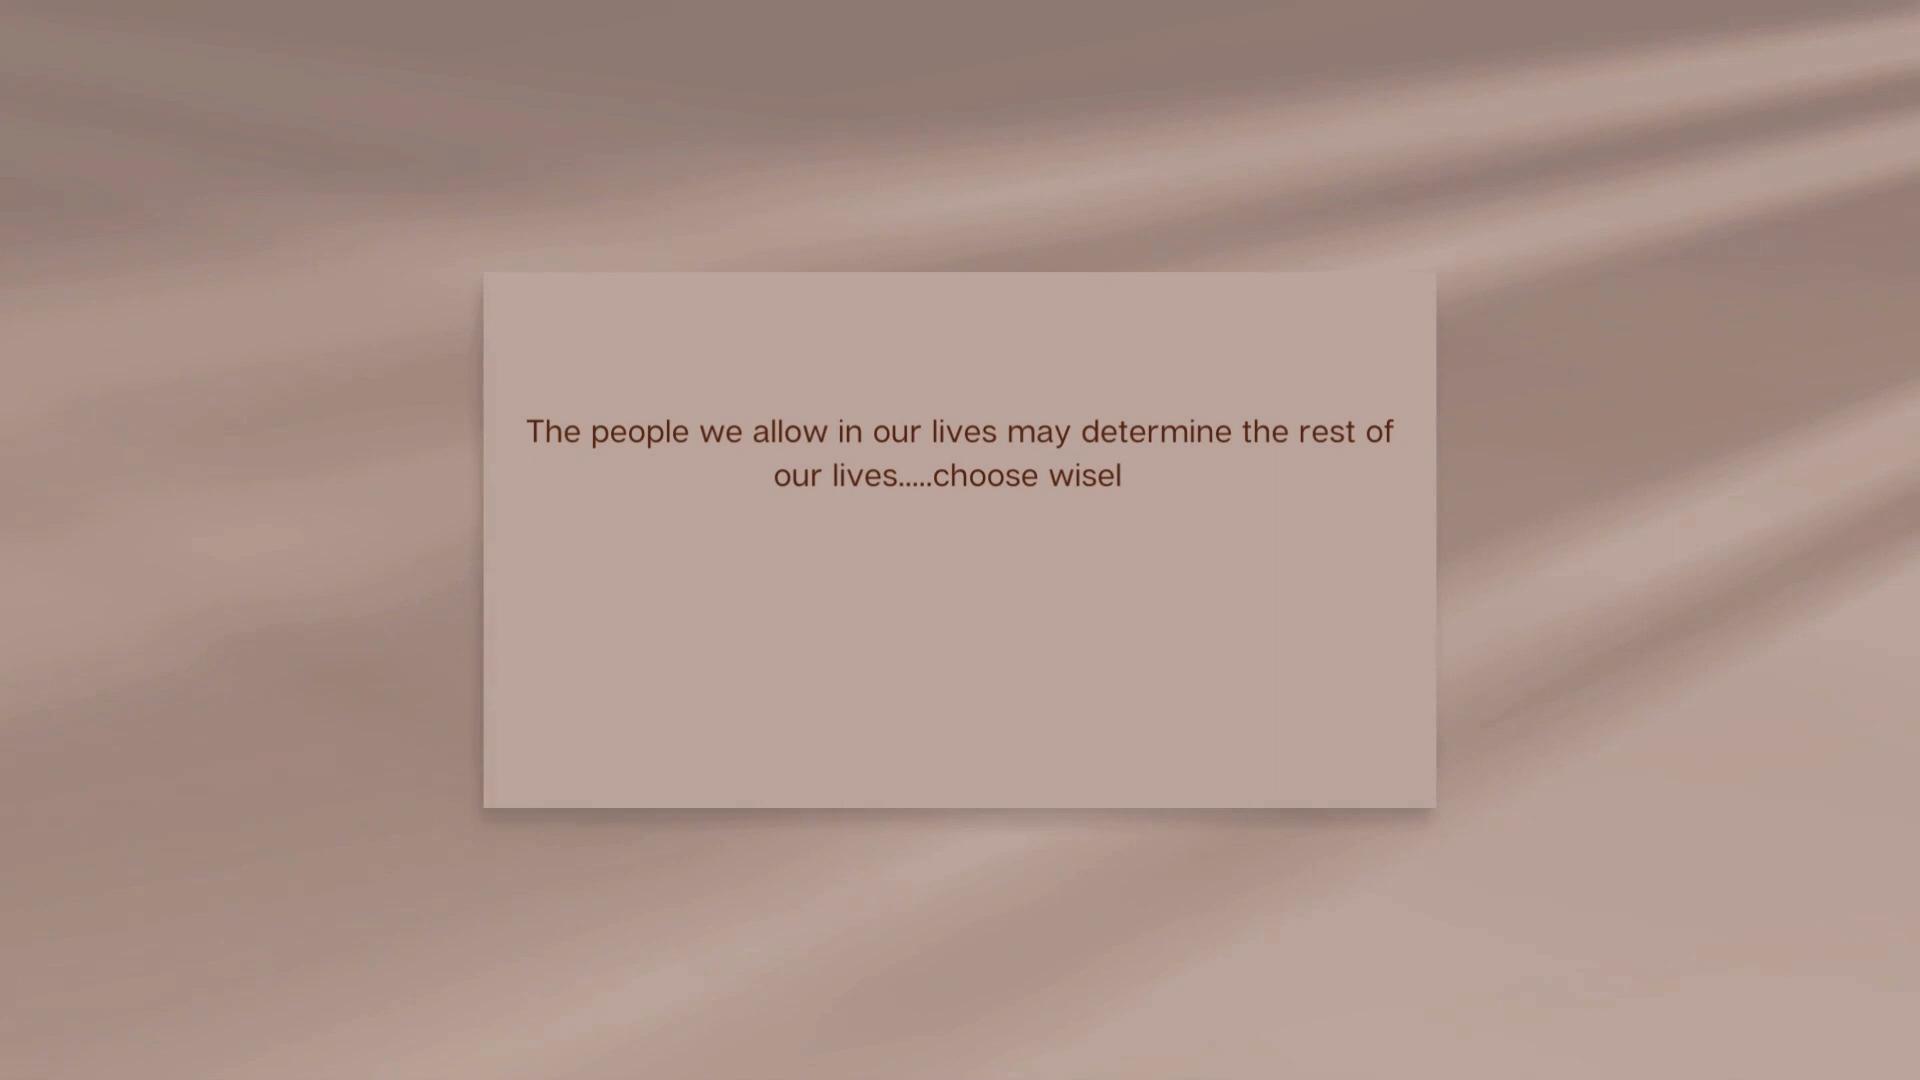 The people we allow in our lives may determine the rest of
our lives.....choose wisel